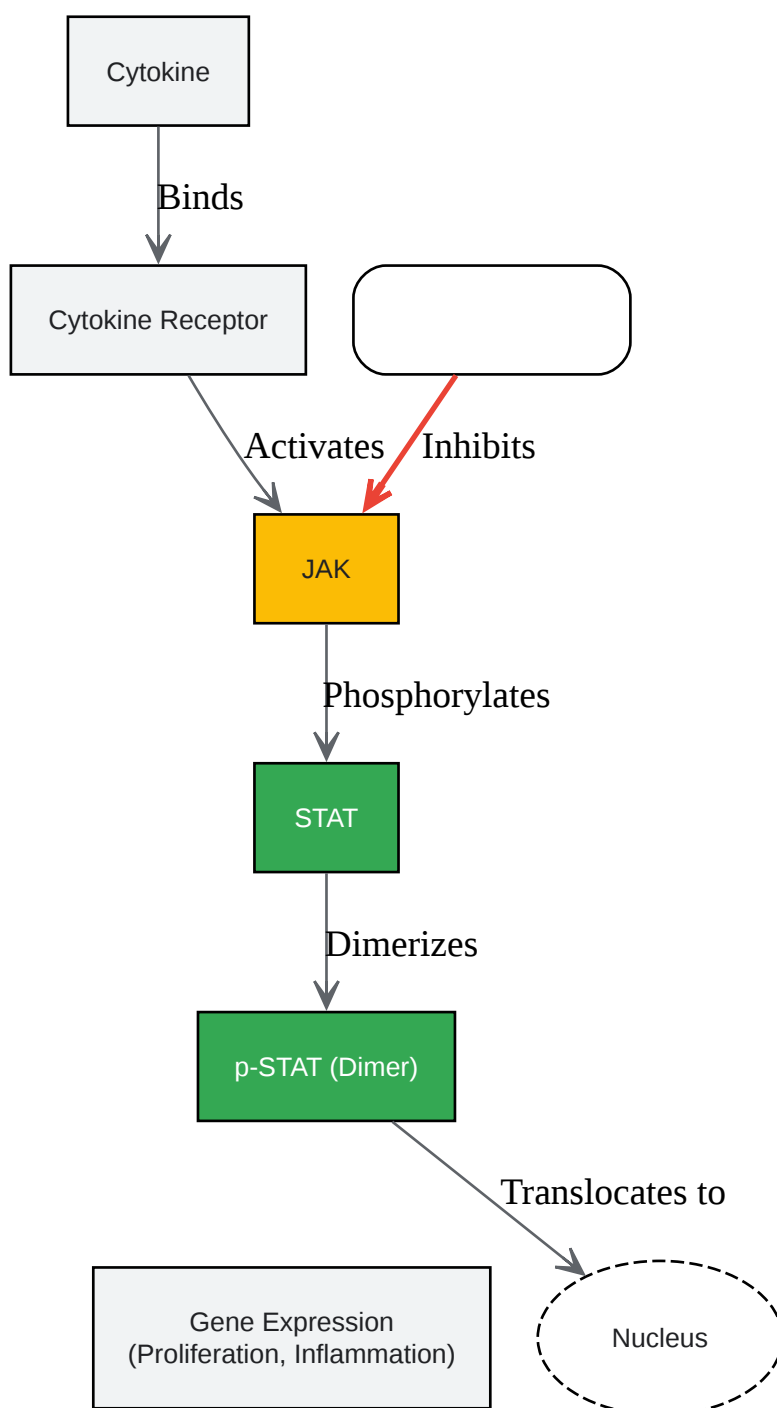 Cytokine
Binds
Cytokine Receptor
Activates
Inhibits
JAK
Phosphorylates
STAT
Dimerizes
p-STAT (Dimer)
Translocates to
Gene Expression
(Proliferation, Inflammation)
Nucleus